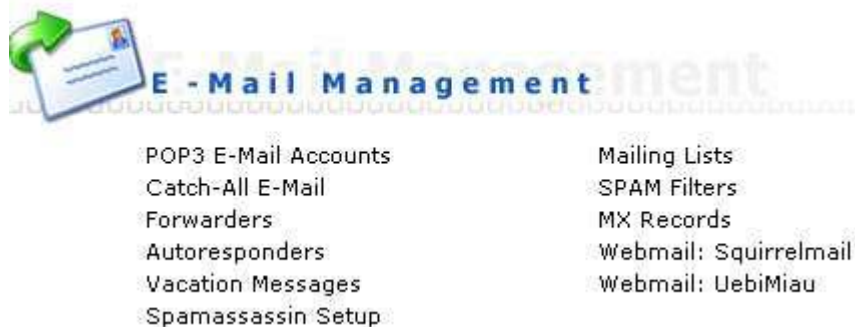 E-Mail Management
POP3 E-Mail Accounts
Catch-All E-Mail
Forwarders
Autoresponders
Vacation Messages
Spamassassin Setup
Mailing Lists
SPAM Filters
MX Records
Webmail: Squirrelmail
Webmail: UebiMiau